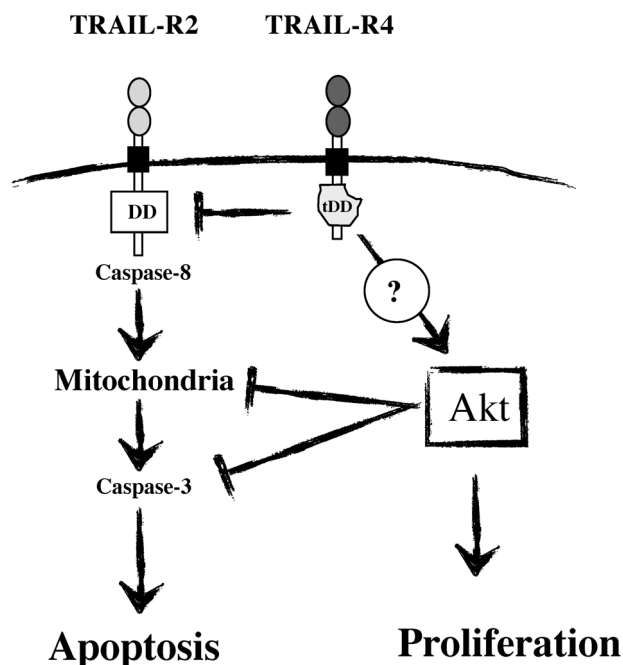 TRAIL-R2 TRAIL-R4
DD
tDD
Caspase-8
?
Mitochondria
Akt
Caspase-3
Apoptosis
Proliferation